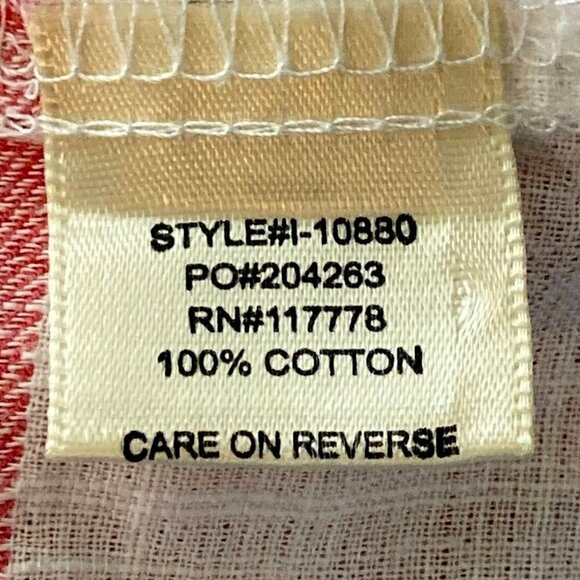 STYLE#I-10880
PO#204263
RN#117778
100% COTTON
CARE ON REVERSE